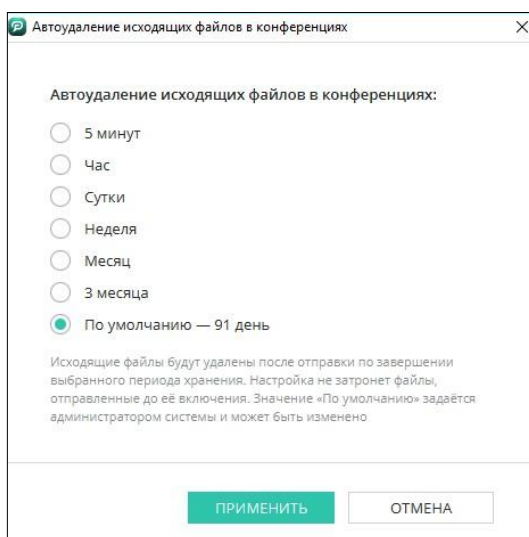 Автоудаление исходящих файлов в конференциях
Автоудаление исходящих файлов в конференциях:
5 минут
Час
Сутки
Неделя
Месяц
3 месяца
По умолчанию — 91 день
Исходящие файлы будут удалены после отправки по завершении
выбранного периода хранения. Настройка не затронет файлы,
отправленные до её включения. Значение «По умолчанию» задаётся
администратором системы и может быть изменено
ПРИМЕНИТЬ
ОТМЕНА